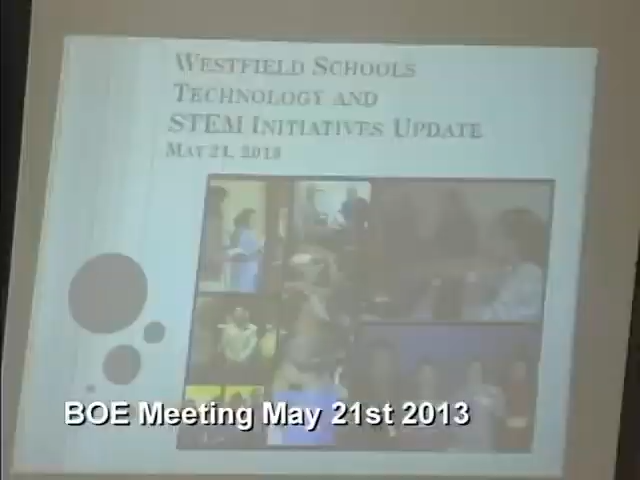 WESTFIELD SCHOOLS
TECHNOLOGY AND
STEM INITIATIVES UPDATE
MAY 21, 2013
BOE Meeting May 21st 2013